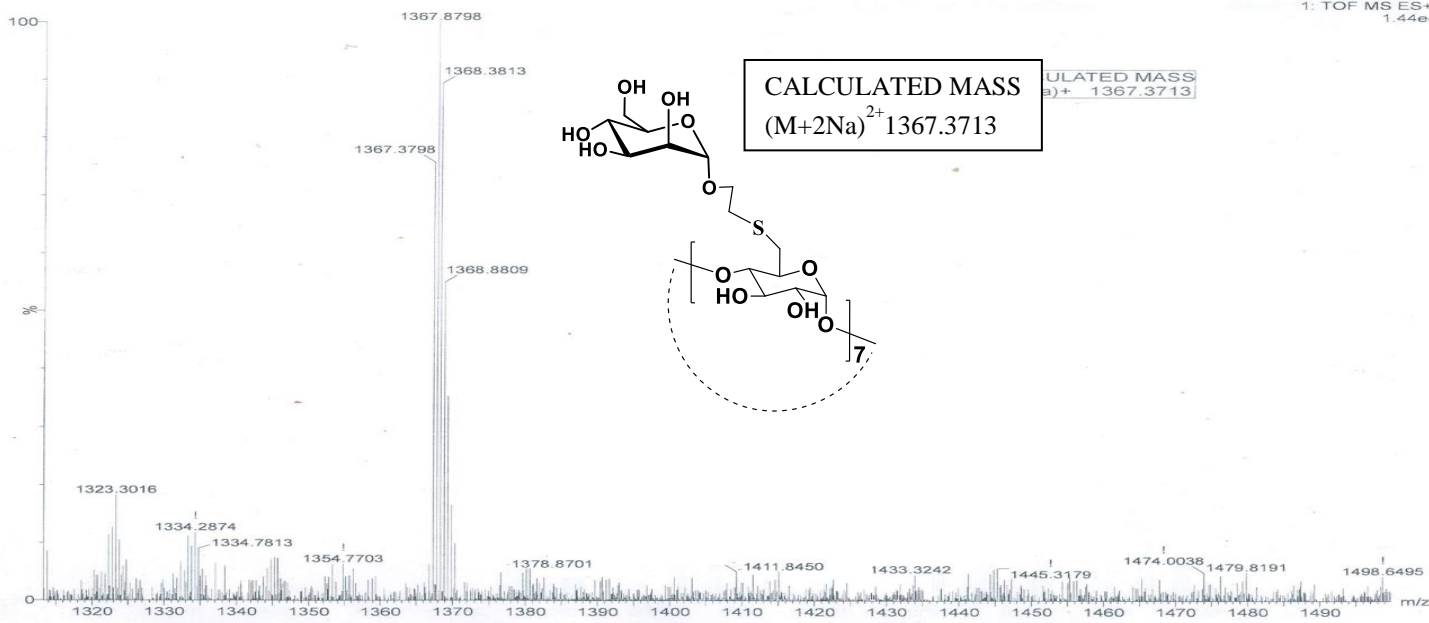 1: TOF MS ES+
1.44e
100
1367.8798
1368.3813
1367.3798
1368.8809
%
CALCULATED MASS
(M+2Na)2+ 1367.3713
ULATED MASS
a)+ 1367.3713
OH
OH
HO
O
HO
O
S
O
O
HO
OH
O
7
1323.3016
1334.2874
1334.7813
1354.7703
1378.8701
1411.8450
1433.3242
1445.3179
1474.0038
1479.8191
1498.6495
0
1320 1330 1340 1350 1360 1370 1380 1390 1400 1410 1420 1430 1440 1450 1460 1470 1480 1490
m/z